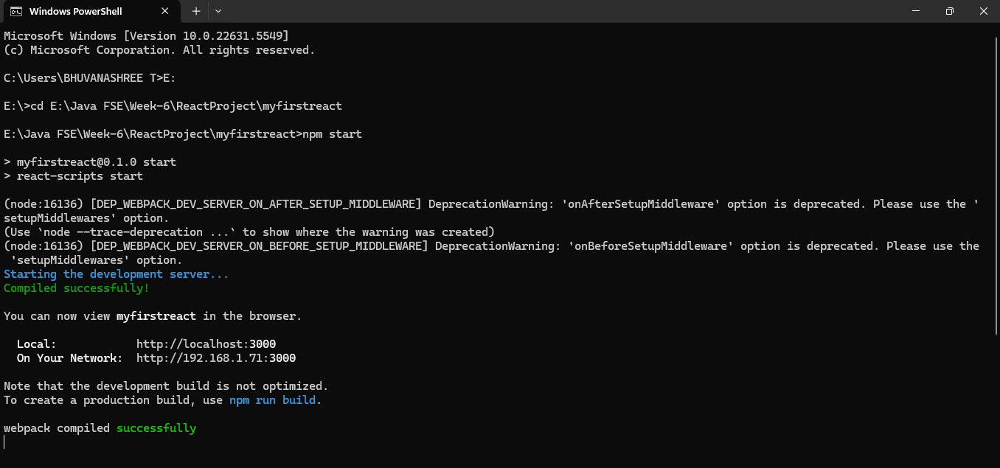 Windows PowerShell
Microsoft Windows [Version 10.0.22631.5549]
(c) Microsoft Corporation. All rights reserved.
C:\Users\BHUVANASHREE T>E:
E:\>cd E:\Java FSE\Week-6\ReactProject\myfirstreact
E:\Java FSE\Week-6\ReactProject\myfirstreact>npm start
> myfirstreact@0.1.0 start
> react-scripts start
(node:16136) [DEP_WEBPACK_DEV_SERVER_ON_AFTER_SETUP_MIDDLEWARE] DeprecationWarning: 'onAfterSetupMiddleware' option is deprecated. Please use the '
setupMiddlewares' option.
(Use `node --trace-deprecation ...` to show where the warning was created)
(node:16136) [DEP_WEBPACK_DEV_SERVER_ON_BEFORE_SETUP_MIDDLEWARE] DeprecationWarning: 'onBeforeSetupMiddleware' option is deprecated. Please use the
'setupMiddlewares' option.
Starting the development server...
Compiled successfully!
You can now view myfirstreact in the browser.
Local: http://localhost:3000
On Your Network: http://192.168.1.71:3000
Note that the development build is not optimized.
To create a production build, use npm run build.
webpack compiled successfully